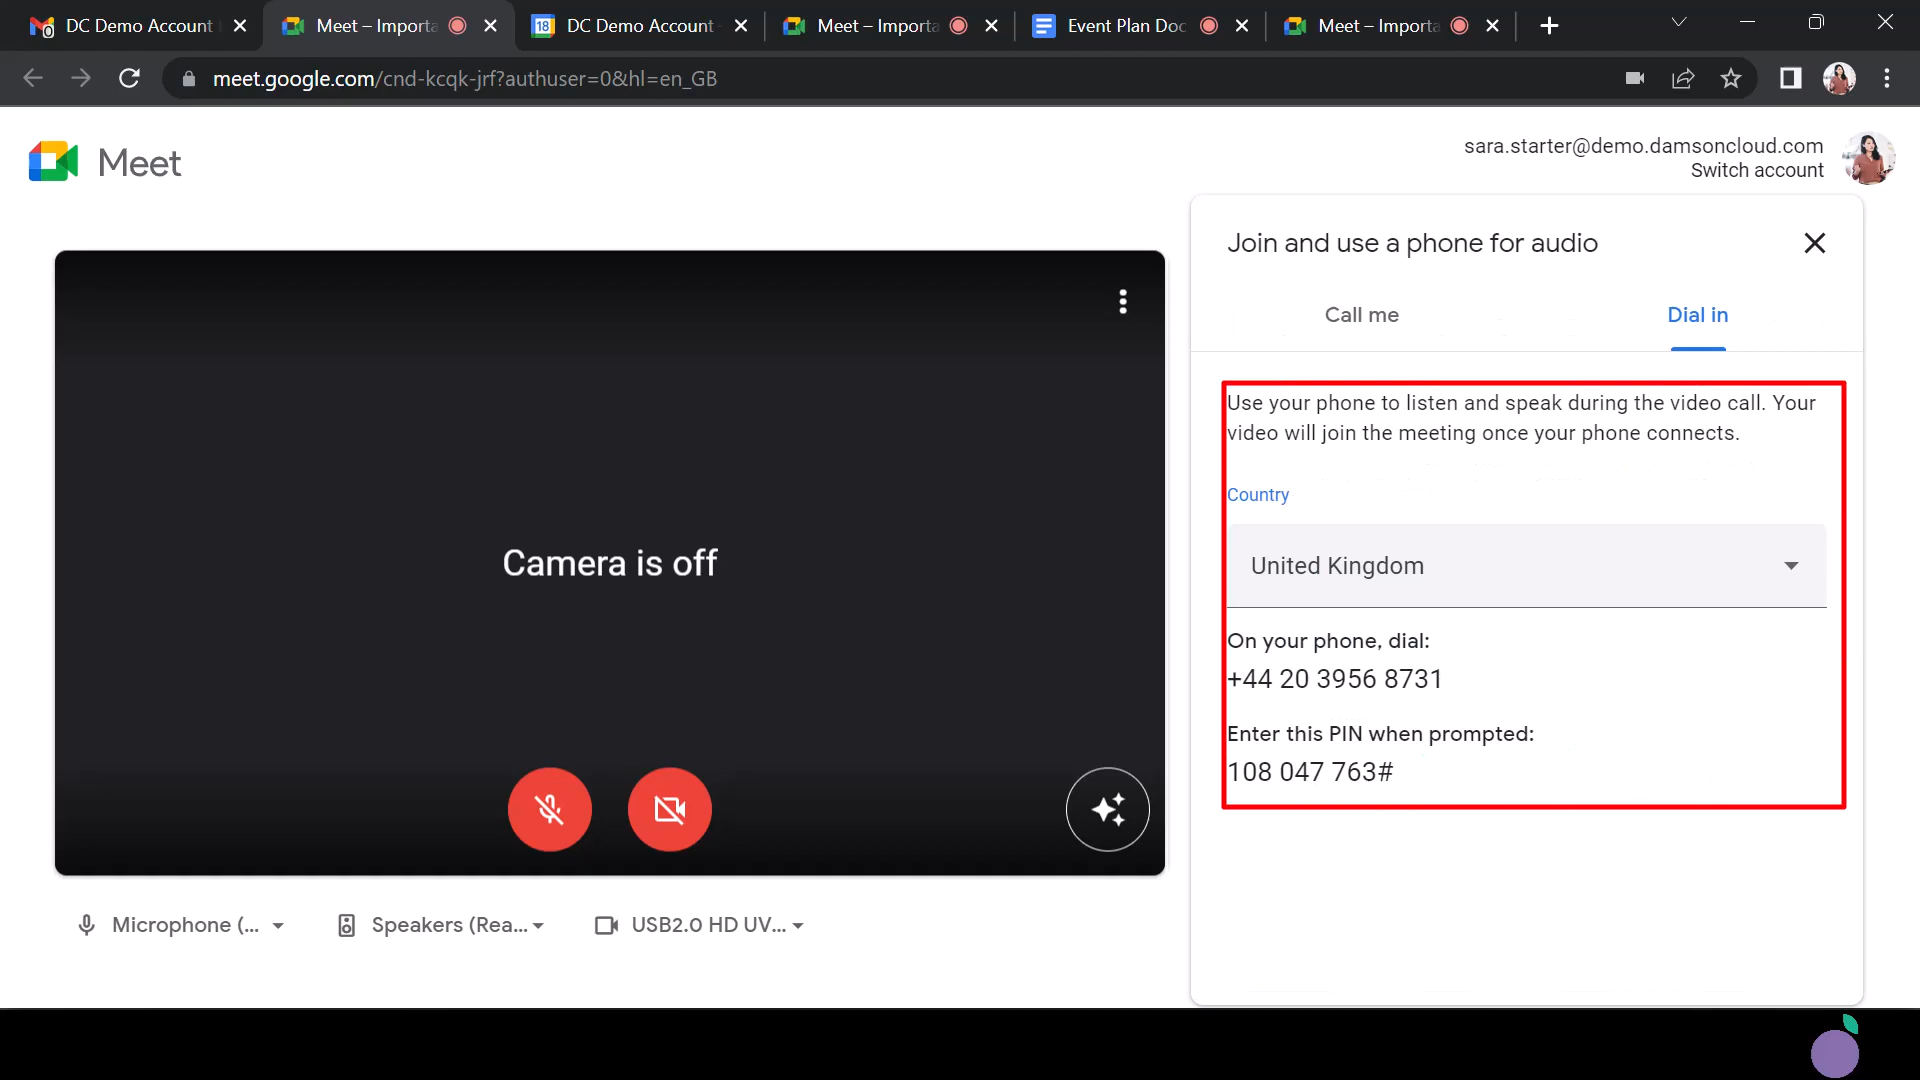 DC Demo Account
Meet – Importa
DC Demo Account
Meet – Importa
Event Plan Doc
Meet – Importa
meet.google.com/cnd-kcqk-jrf?authuser=0&hl=en_GB
Meet
sara.starter@demo.damsoncloud.com
Switch account
Join and use a phone for audio
Call me
Dial in
Use your phone to listen and speak during the video call. Your
video will join the meeting once your phone connects.
Country
United Kingdom
On your phone, dial:
+44 20 3956 8731
Enter this PIN when prompted:
108 047 763#
Camera is off
Microphone (...
Speakers (Rea...
USB2.0 HD UV...